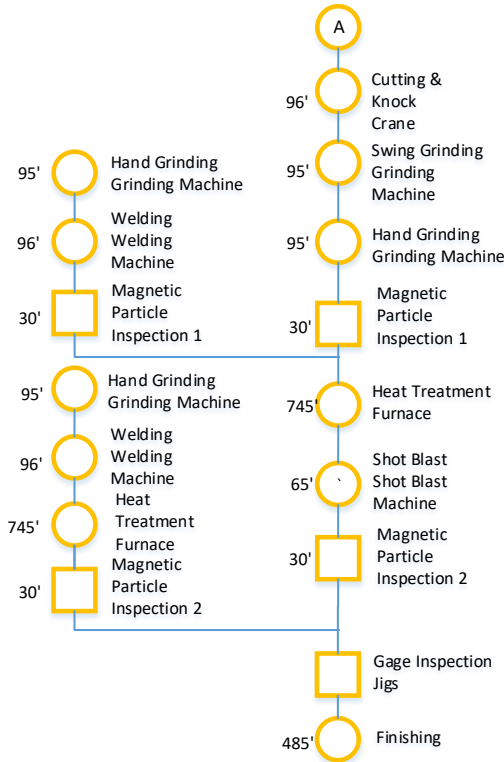 A
96'
Cutting &
Knock
Crane
95'
Swing Grinding
Grinding
Machine
95'
Hand Grinding
Grinding Machine
30'
Magnetic
Particle
Inspection 1
95'
Hand Grinding
Grinding Machine
96'
Welding
Welding
Machine
30'
Magnetic
Particle
Inspection 1
745'
Heat Treatment
Furnace
65'
`
Shot Blast
Shot Blast
Machine
30'
Magnetic
Particle
Inspection 2
95'
Hand Grinding
Grinding Machine
96'
Welding
Welding
Machine
745'
Heat
Treatment
Furnace
30'
Magnetic
Particle
Inspection 2
Gage Inspection
Jigs
485'
Finishing